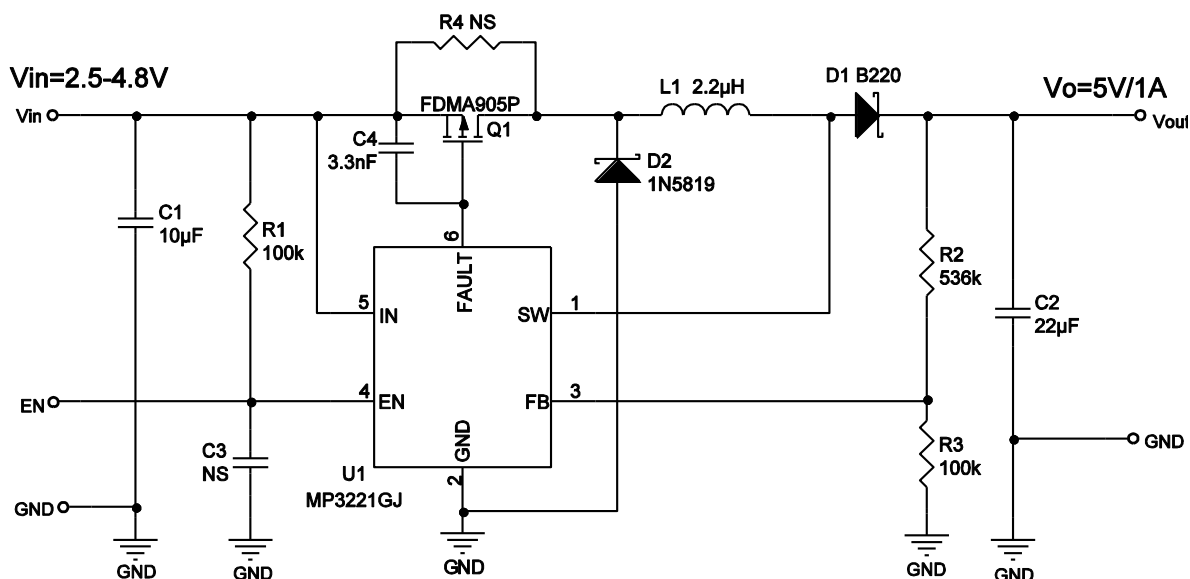 R4 NS
Vin=2.5-4.8V
D1 B220
L1 2.2µH
Vo=5V/1A
FDMA905P
Vin
Q1
Vout
C4
3.3nF
D2
1N5819
C1
10µF
R1
100k
6
FAULT
R2
536k
5
IN
SW
1
C2
22µF
EN
4
EN
FB
3
GND
GND
C3
NS
U1
MP3221GJ
2
R3
100k
GND
GND
GND
GND
GND
GND